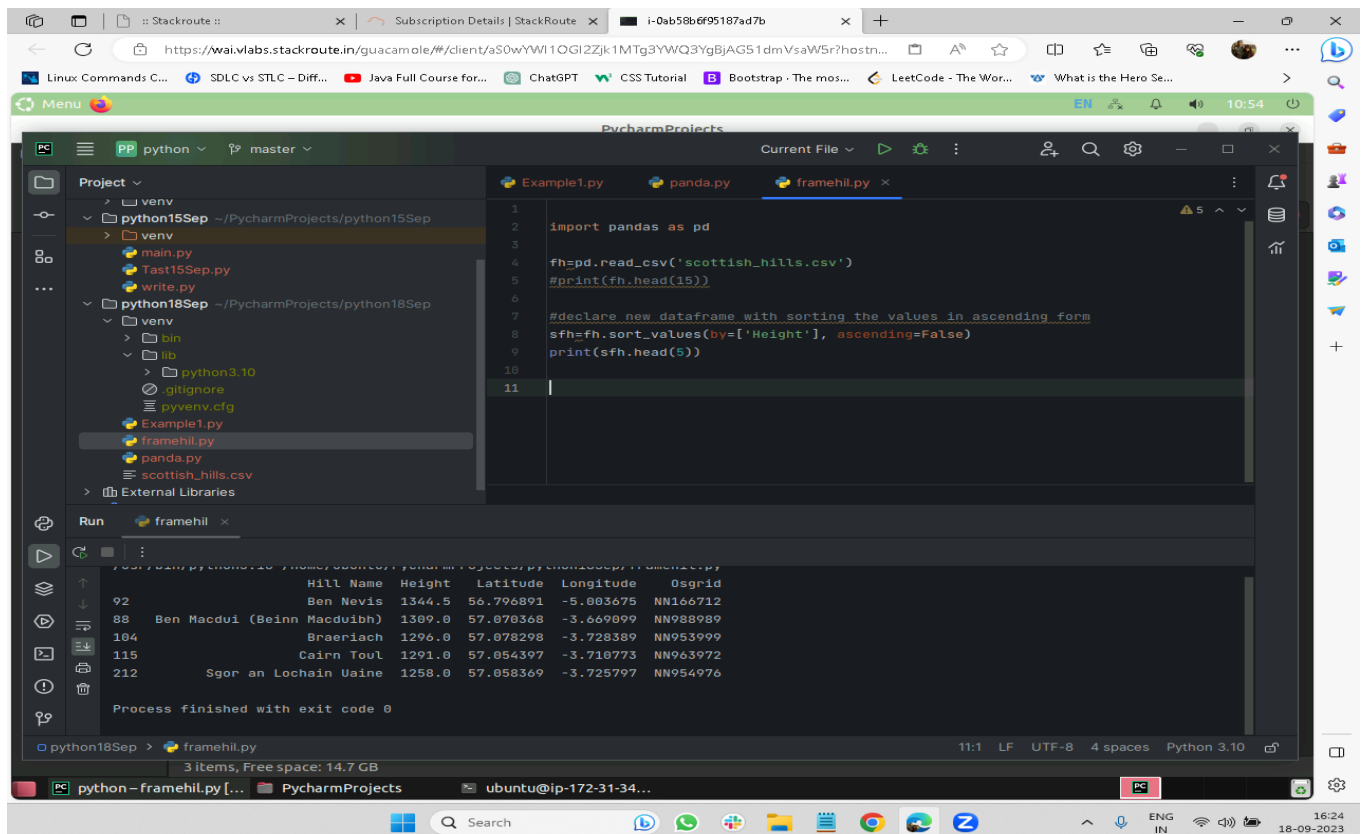 :: Stackroute ::
Subscription Details | StackRoute
i-0ab58b6f95187ad7b
Linux Commands C...
SDLC vs STLC – Diff...
Java Full Course for...
ChatGPT
CSS Tutorial
Bootstrap · The mos...
LeetCode - The Wor...
What is the Hero Se...
Menu
EN
10:54
PycharmProjects
PC
PP python
master
Current File
Project
Example1.py
panda.py
framehil.py
venv
python15Sep ~/PycharmProjects/python15Sep
venv
main.py
Tast15Sep.py
write.py
python18Sep ~/PycharmProjects/python18Sep
venv
bin
lib
python3.10
.gitignore
pyvenv.cfg
Example1.py
framehil.py
panda.py
scottish_hills.csv
External Libraries
5
1
2 import pandas as pd
3
4 fh=pd.read_csv('scottish_hills.csv')
5 #print(fh.head(15))
6
7 #declare new dataframe with sorting the values in ascending form
8 sfh=fh.sort_values(by=['Height'], ascending=False)
9 print(sfh.head(5))
10
11
Run framehil
Hill Name Height Latitude Longitude Osgrid
92 Ben Nevis 1344.5 56.796891 -5.003675 NN166712
88 Ben Macdui (Beinn Macduibh) 1309.0 57.070368 -3.669099 NN988989
104 Braeriach 1296.0 57.078298 -3.728389 NN953999
115 Cairn Toul 1291.0 57.054397 -3.710773 NN963972
212 Sgor an Lochain Uaine 1258.0 57.058369 -3.725797 NN954976
Process finished with exit code 0
python18Sep > framehil.py
11:1 LF UTF-8 4 spaces Python 3.10
3 items, Free space: 14.7 GB
python – framehil.py [...
PycharmProjects
ubuntu@ip-172-31-34...
PC
Search
ENG
IN
16:24
18-09-2023